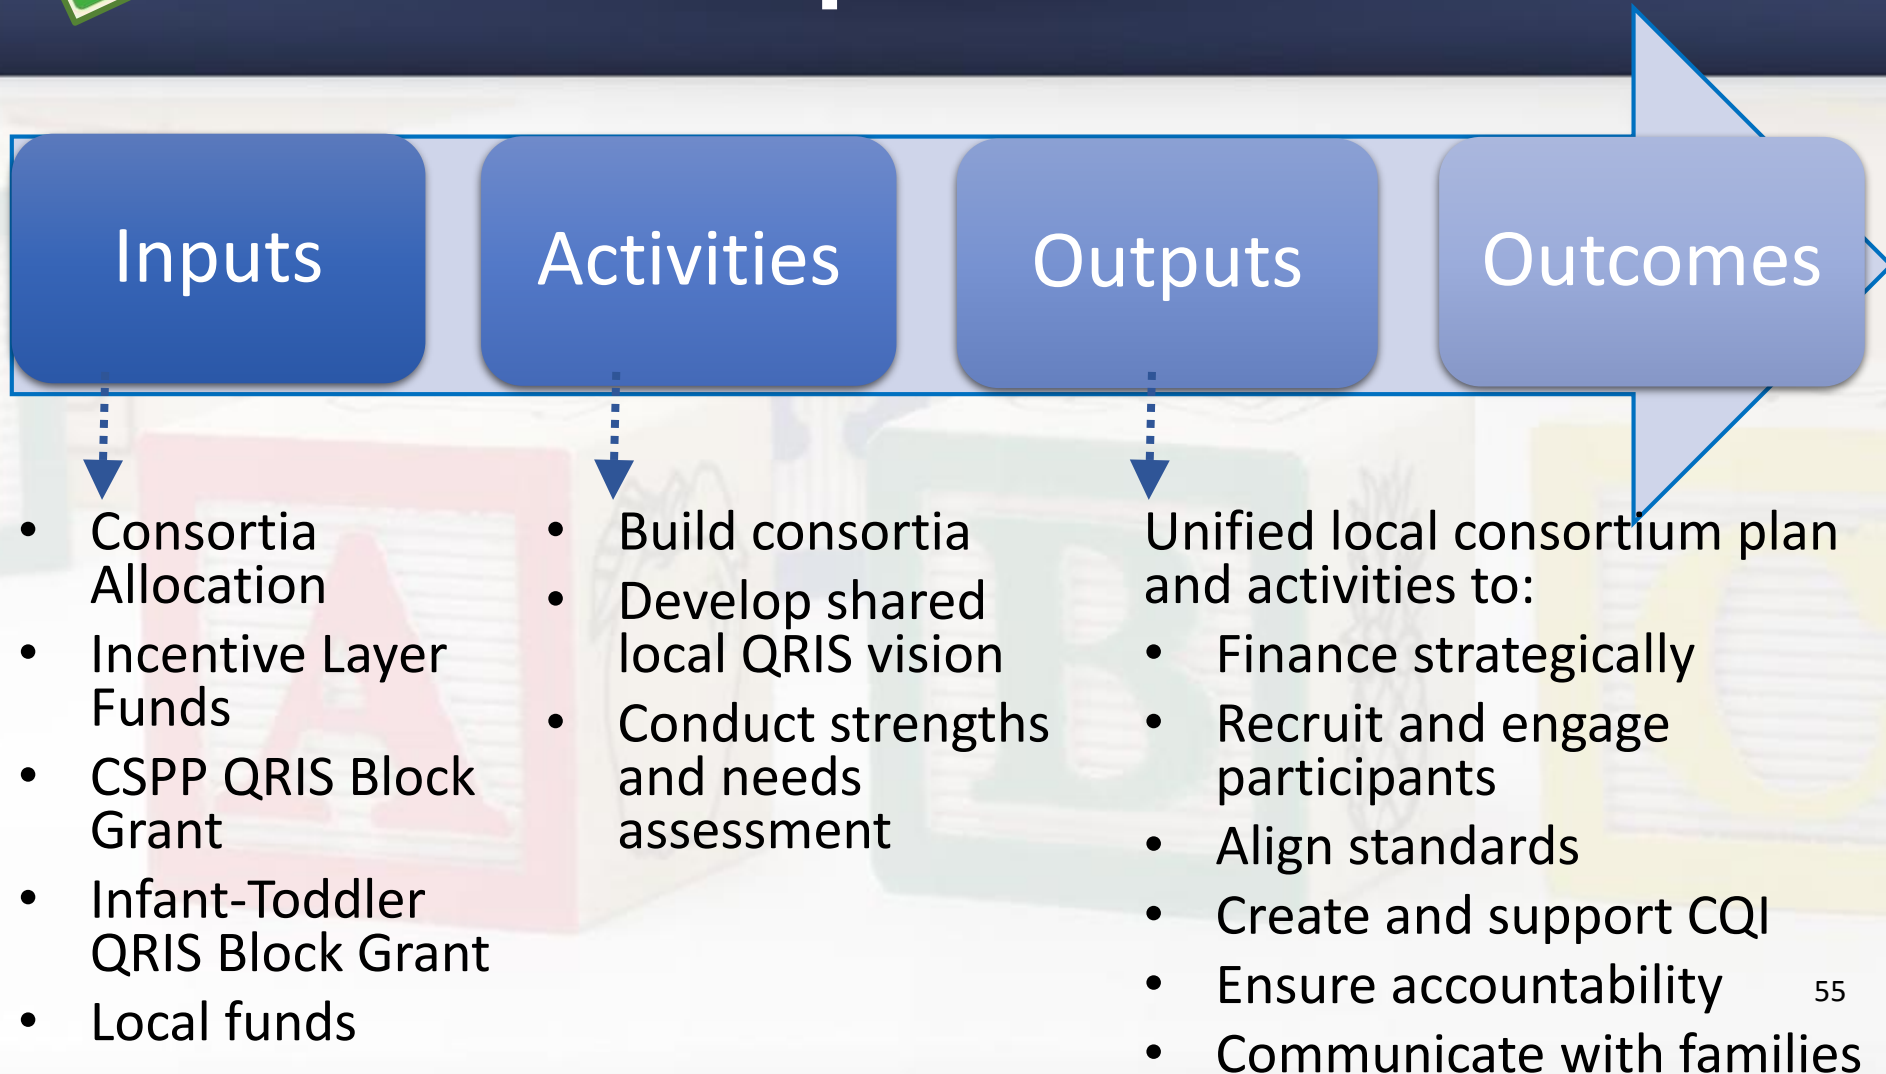 Inputs
Activities
Outputs
Outcomes
• Consortia
Allocation
• Incentive Layer
Funds
• CSPP QRIS Block
Grant
• Infant-Toddler
QRIS Block Grant
• Local funds
• Build consortia
• Develop shared
local QRIS vision
• Conduct strengths
and needs
assessment
Unified local consortium plan
and activities to:
• Finance strategically
• Recruit and engage
participants
• Align standards
• Create and support CQI
• Ensure accountability
• Communicate with families
55